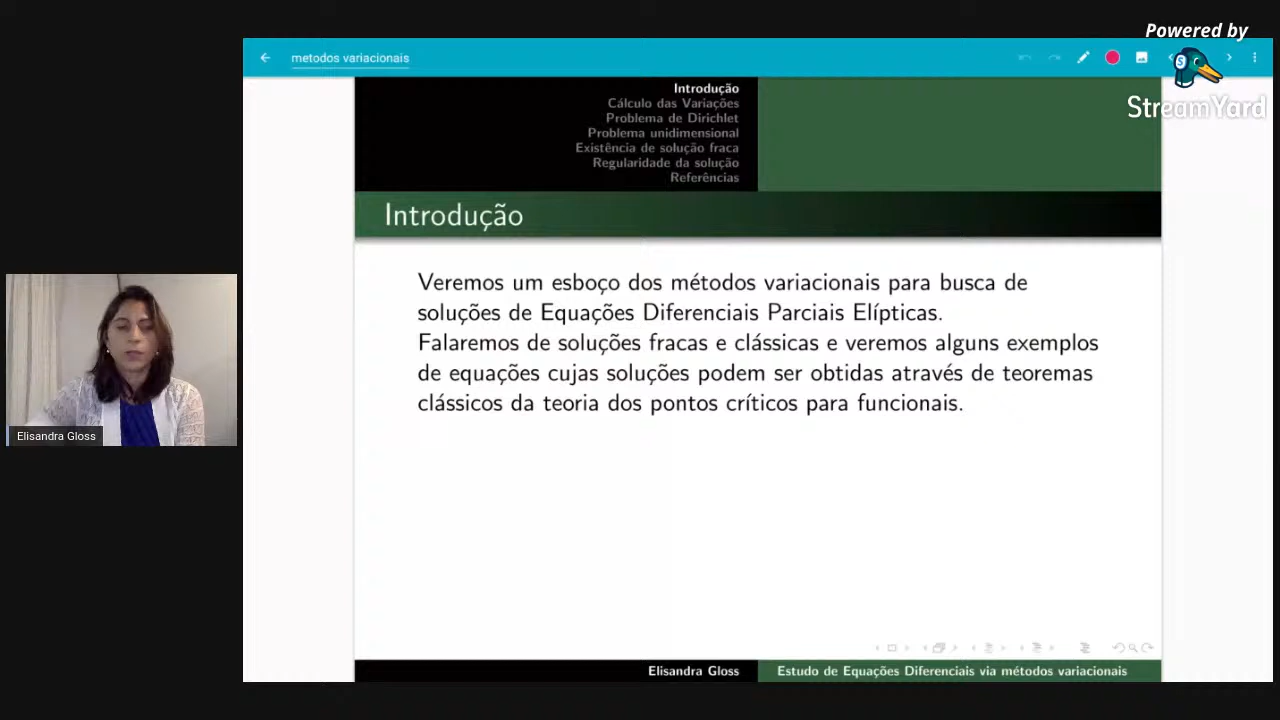 Powered by
StreamYard
metodos variacionais
Introdução
Cálculo das Variações
Problema de Dirichlet
Problema unidimensional
Existência de solução fraca
Regularidade da solução
Referências
Introdução
Veremos um esboço dos métodos variacionais para busca de
soluções de Equações Diferenciais Parciais Elípticas.
Falaremos de soluções fracas e clássicas e veremos alguns exemplos
de equações cujas soluções podem ser obtidas através de teoremas
clássicos da teoria dos pontos críticos para funcionais.
Elisandra Gloss
Elisandra Gloss
Estudo de Equações Diferenciais via métodos variacionais